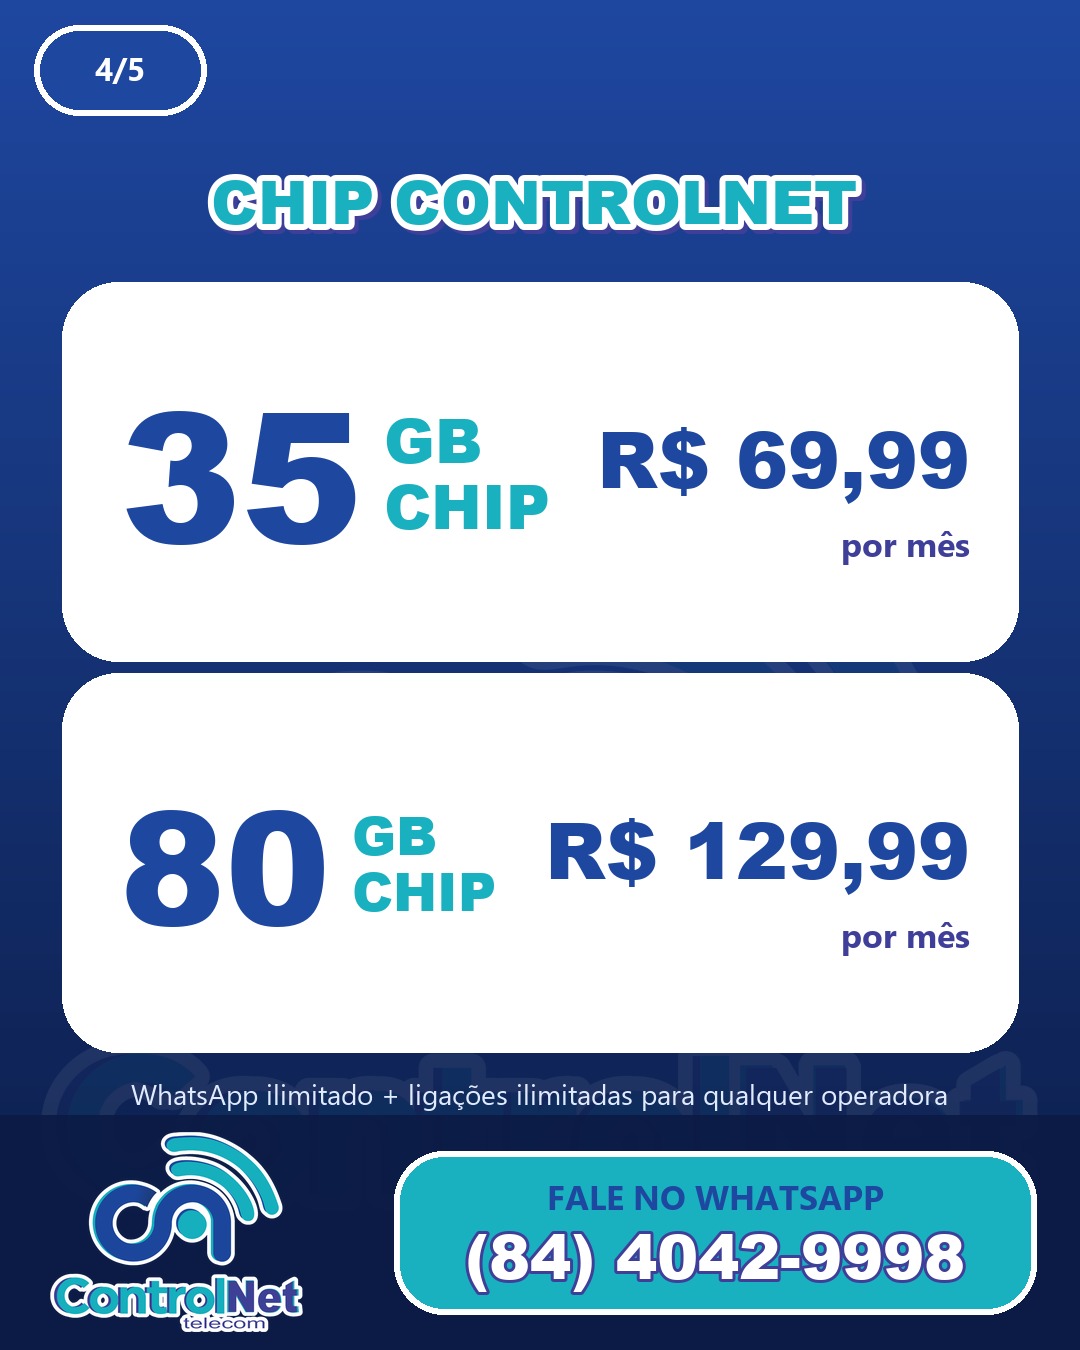 4/5
CHIP CONTROLNET
35 GB CHIP
R$ 69,99
por mês
80 GB CHIP
R$ 129,99
por mês
WhatsApp ilimitado + ligações ilimitadas para qualquer operadora
ControlNet
telecom
FALE NO WHATSAPP
(84) 4042-9998